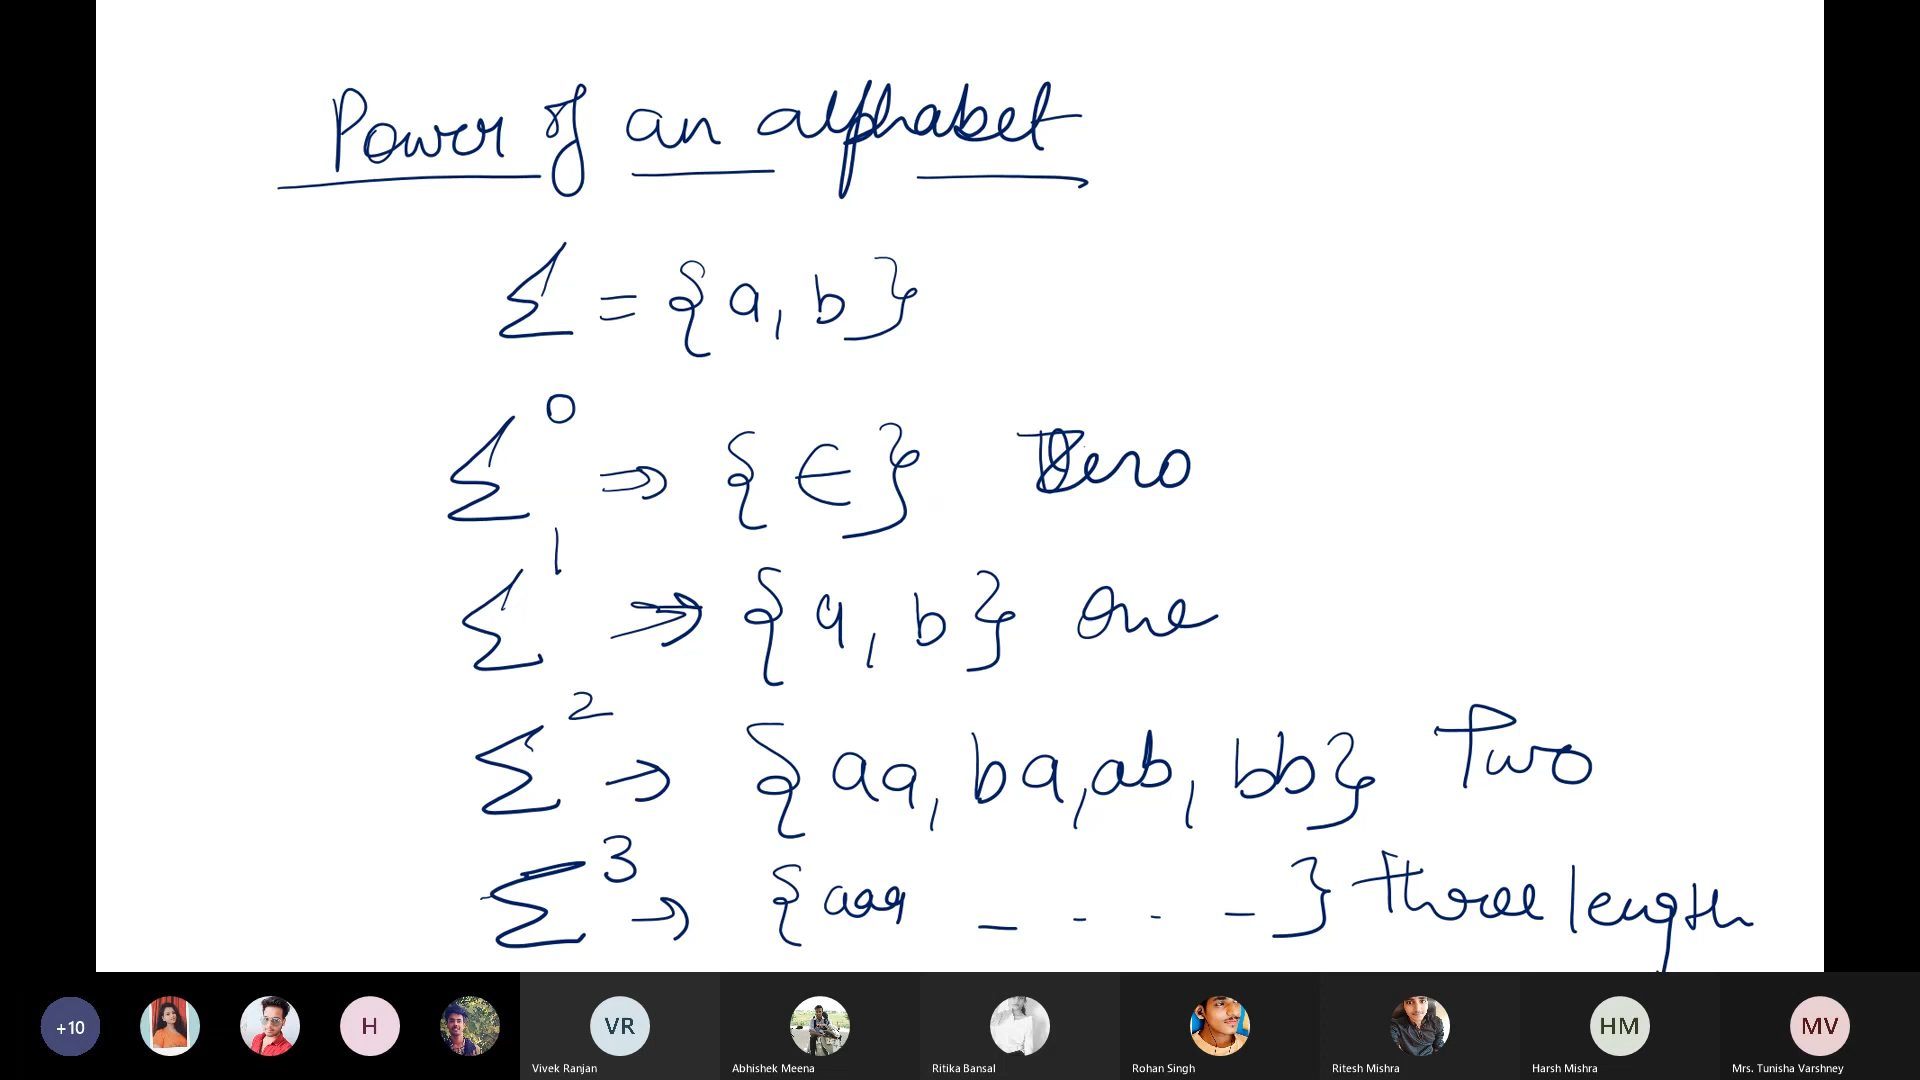 Power of an alphabet
Σ = {a, b}
Σ⁰ ⇒ {∈} Zero
Σ¹ ⇒ {a, b} one
Σ² → {aa, ba, ab, bb} Two
Σ³ → {aaa _ - - - _} three length
+10
H
VR
HM
MV
Vivek Ranjan
Abhishek Meena
Ritika Bansal
Rohan Singh
Ritesh Mishra
Harsh Mishra
Mrs. Tunisha Varshney